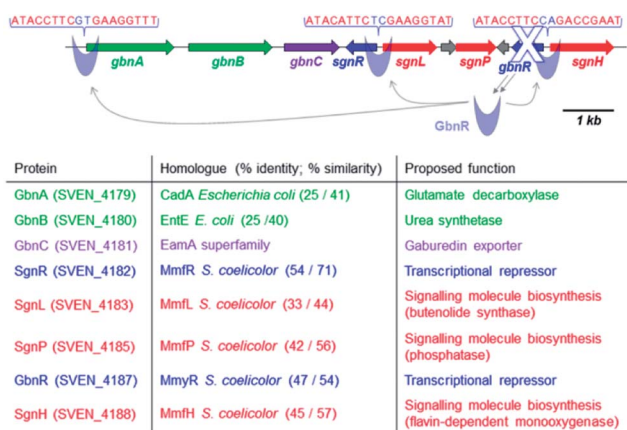 ATACCTTCGTGAAGGTTT ATACATTCTCGAAGGTAT ATACCTTCCAGACCGAAT
gbnA gbnB gbnC sgnR sgnL sgnP gbnR sgnH
GbnR
1 kb
Protein Homologue (% identity; % similarity) Proposed function
GbnA (SVEN_4179) CadA Escherichia coli (25 / 41) Glutamate decarboxylase
GbnB (SVEN_4180) EntE E. coli (25 /40) Urea synthetase
GbnC (SVEN_4181) EamA superfamily Gaburedin exporter
SgnR (SVEN_4182) MmfR S. coelicolor (54 / 71) Transcriptional repressor
SgnL (SVEN_4183) MmfL S. coelicolor (33 / 44) Signalling molecule biosynthesis
(butenolide synthase)
SgnP (SVEN_4185) MmfP S. coelicolor (42 / 56) Signalling molecule biosynthesis
(phosphatase)
GbnR (SVEN_4187) MmyR S. coelicolor (47 / 54) Transcriptional repressor
SgnH (SVEN_4188) MmfH S. coelicolor (45 / 57) Signalling molecule biosynthesis
(flavin-dependent monooxygenase)